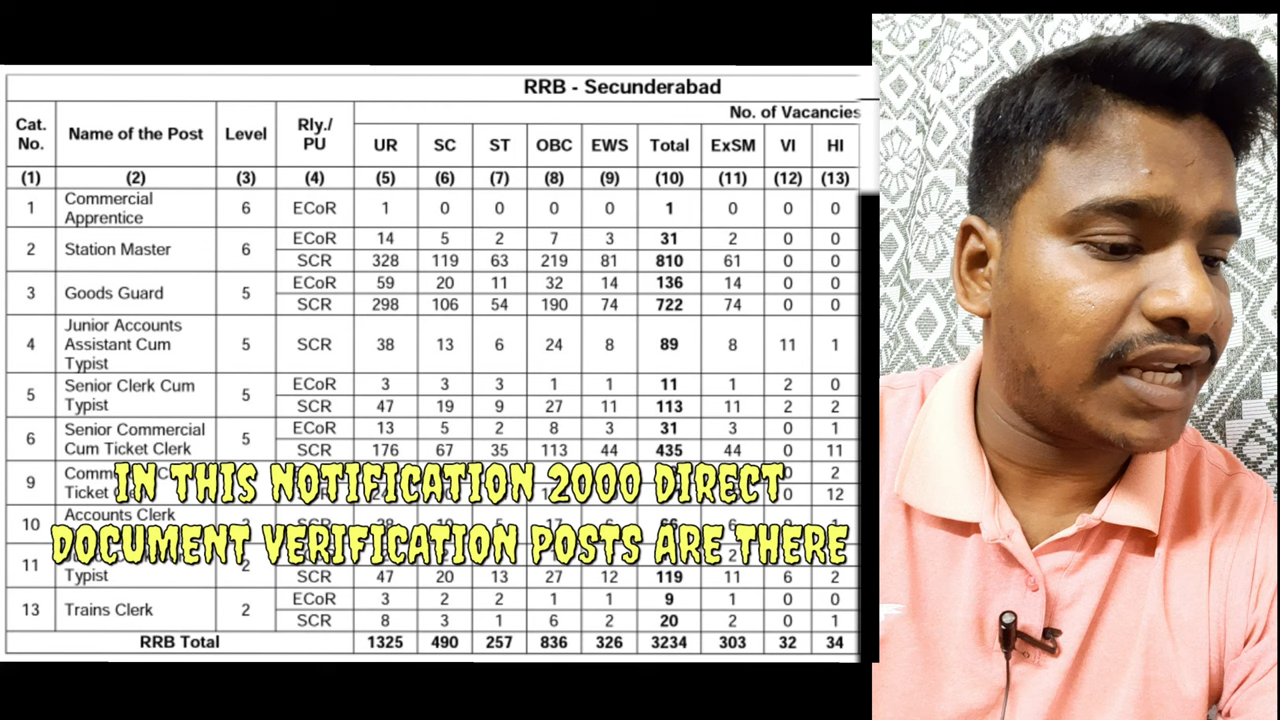 RRB - Secunderabad
No. of Vacancies
Cat. No. Name of the Post Level Rly./ PU UR SC ST OBC EWS Total ExSM VI HI
(1) (2) (3) (4) (5) (6) (7) (8) (9) (10) (11) (12) (13)
1 Commercial Apprentice 6 ECoR 1 0 0 0 0 1 0 0 0
2 Station Master 6 ECoR 14 5 2 7 3 31 2 0 0
SCR 328 119 63 219 81 810 61 0 0
3 Goods Guard 5 ECoR 59 20 11 32 14 136 14 0 0
SCR 298 106 54 190 74 722 74 0 0
4 Junior Accounts Assistant Cum Typist 5 SCR 38 13 6 24 8 89 8 11 1
5 Senior Clerk Cum Typist 5 ECoR 3 3 3 1 1 11 1 2 0
SCR 47 19 9 27 11 113 11 2 2
6 Senior Commercial Cum Ticket Clerk 5 ECoR 13 5 2 8 3 31 3 0 1
SCR 176 67 35 113 44 435 44 0 11
9 Ticket 0 2
0 12
IN THIS NOTIFICATION 2000 DIRECT
10 Accounts Clerk
DOCUMENT VERIFICATION POSTS ARE THERE
11 Typist 2
SCR 47 20 13 27 12 119 11 6 2
13 Trains Clerk 2 ECoR 3 2 2 1 1 9 1 0 0
SCR 8 3 1 6 2 20 2 0 1
RRB Total 1325 490 257 836 326 3234 303 32 34